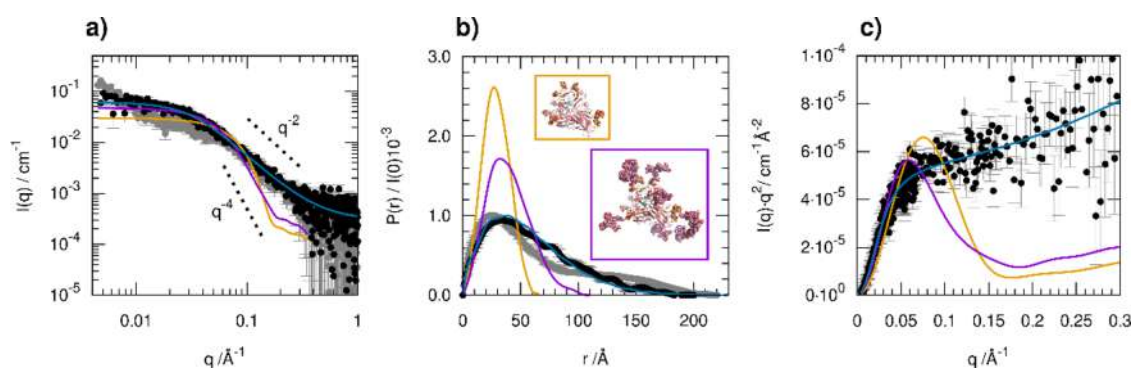 a)
I(q) / cm⁻¹
10⁻¹
10⁻²
10⁻³
10⁻⁴
10⁻⁵
q⁻²
q⁻⁴
0.01
0.1
1
q /Å⁻¹
b)
P(r) / I(0)10⁻³
3.0
2.0
1.0
0.0
0
50
100
150
200
r /Å
c)
I(q)·q²/ cm⁻¹Å⁻²
1·10⁻⁴
8·10⁻⁵
6·10⁻⁵
4·10⁻⁵
2·10⁻⁵
0·10⁰
0
0.05
0.1
0.15
0.2
0.25
0.3
q /Å⁻¹